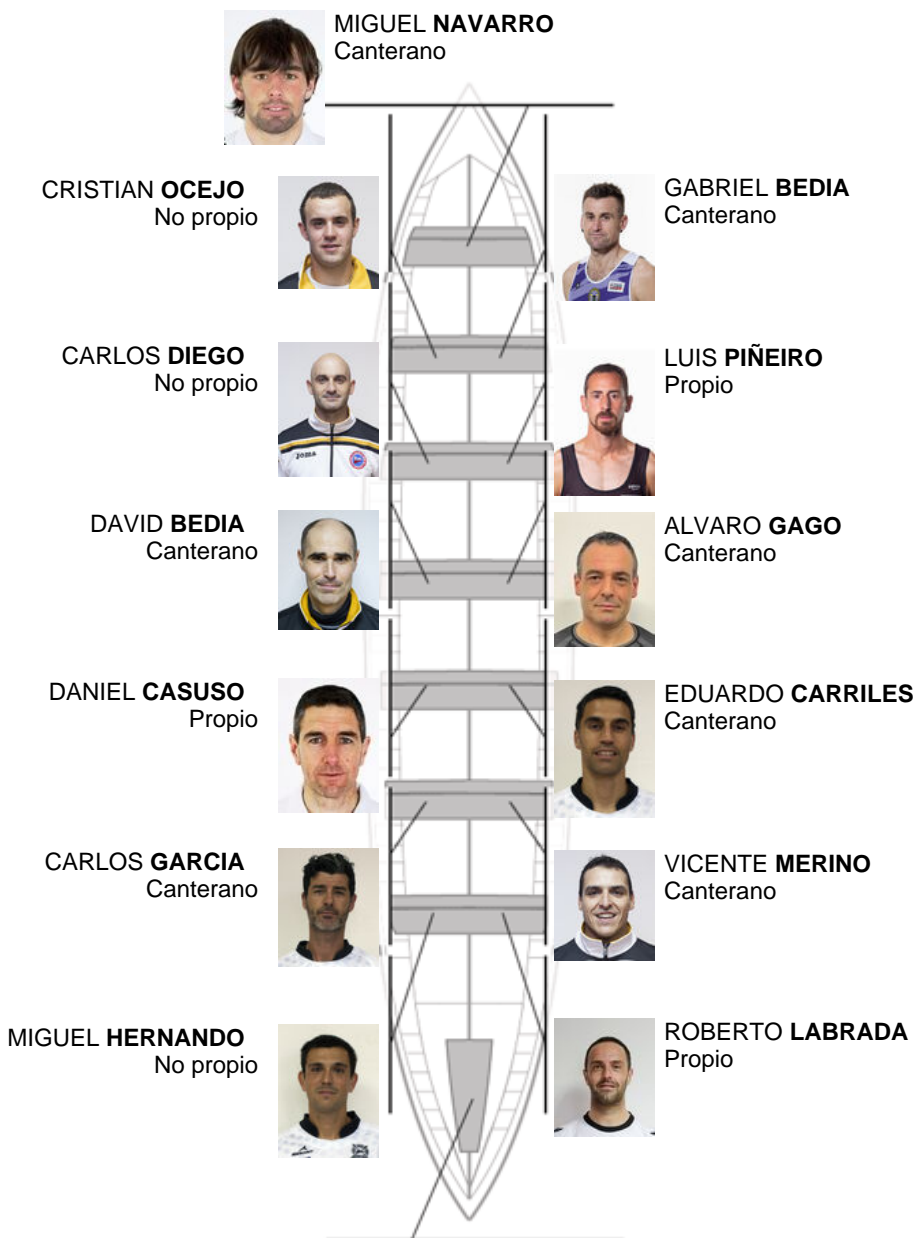 MIGUEL NAVARRO
Canterano
CRISTIAN OCEJO
No propio
GABRIEL BEDIA
Canterano
CARLOS DIEGO
No propio
LUIS PIÑEIRO
Propio
JOMA
DAVID BEDIA
Canterano
ALVARO GAGO
Canterano
DANIEL CASUSO
Propio
EDUARDO CARRILES
Canterano
CARLOS GARCIA
Canterano
VICENTE MERINO
Canterano
MIGUEL HERNANDO
No propio
ROBERTO LABRADA
Propio